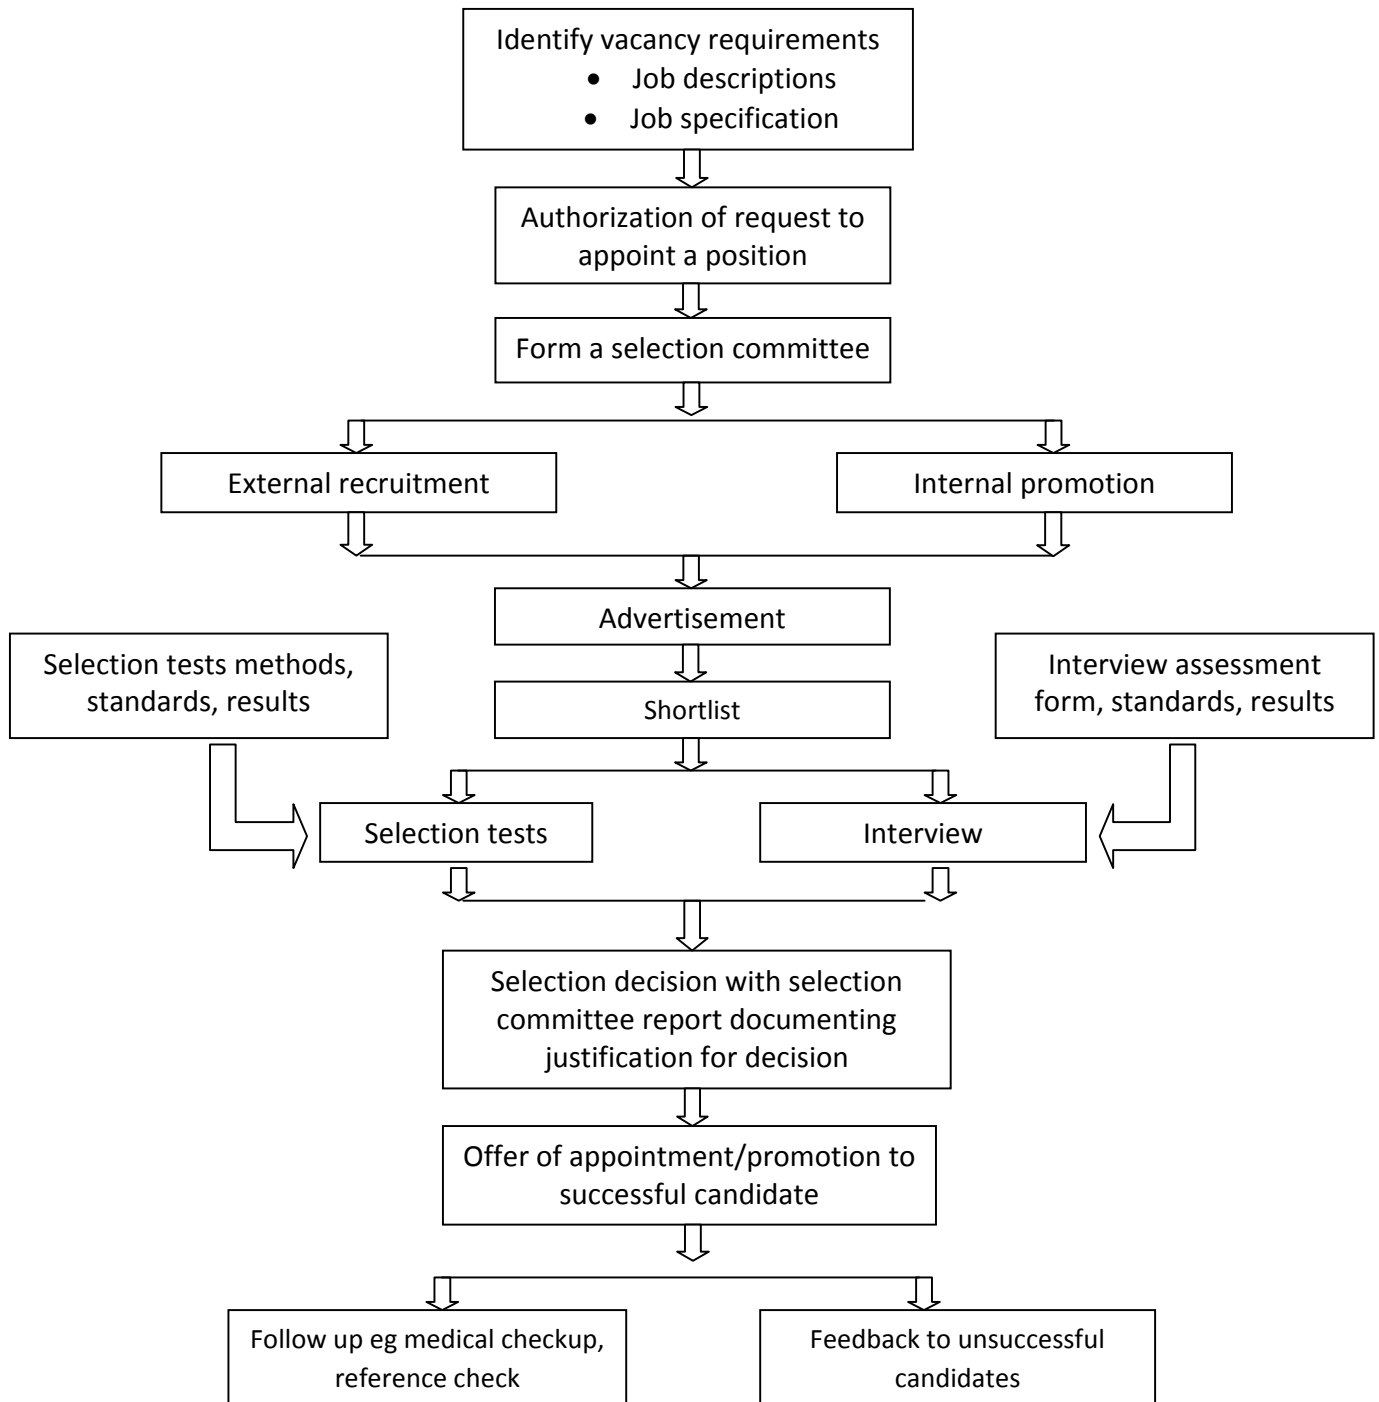 Identify vacancy requirements
• Job descriptions
• Job specification
Authorization of request to
appoint a position
Form a selection committee
External recruitment
Internal promotion
Advertisement
Selection tests methods,
standards, results
Interview assessment
form, standards, results
Shortlist
Selection tests
Interview
Selection decision with selection
committee report documenting
justification for decision
Offer of appointment/promotion to
successful candidate
Follow up eg medical checkup,
reference check
Feedback to unsuccessful
candidates